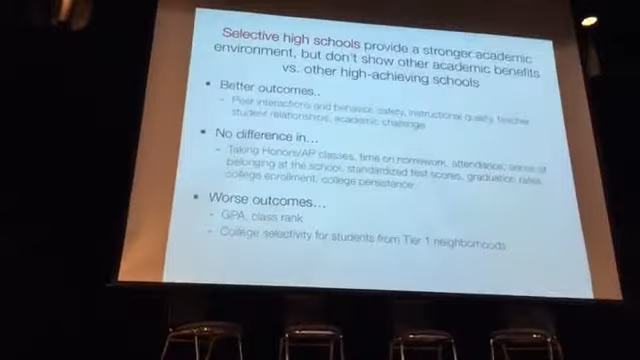 Selective high schools provide a stronger academic
environment, but don't show other academic benefits
vs. other high-achieving schools
• Better outcomes..
- Peer interactions and behavior, safety, instructional quality, teacher
student relationships, academic challenge
• No difference in…
- Taking Honors/AP classes, time on homework, attendance, sense of
belonging at the school, standardized test scores, graduation rates,
college enrollment, college persistence
• Worse outcomes…
- GPA, class rank
- College selectivity for students from Tier 1 neighborhoods